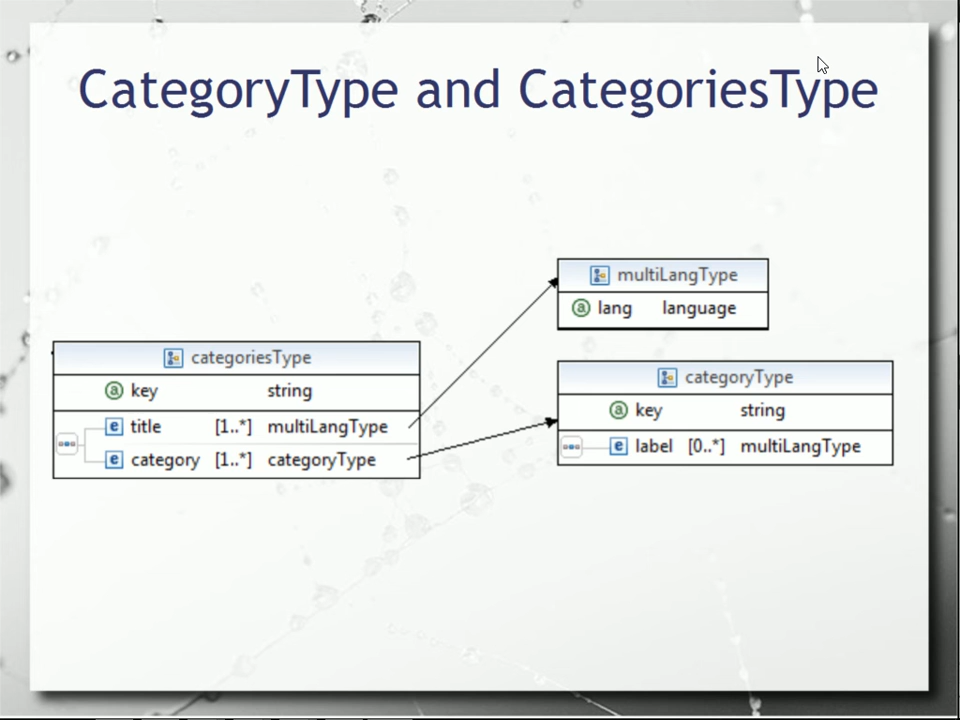 CategoryType and CategoriesType
multiLangType
a lang language
categoriesType
a key string
e title [1..*] multiLangType
e category [1..*] categoryType
categoryType
a key string
e label [0..*] multiLangType